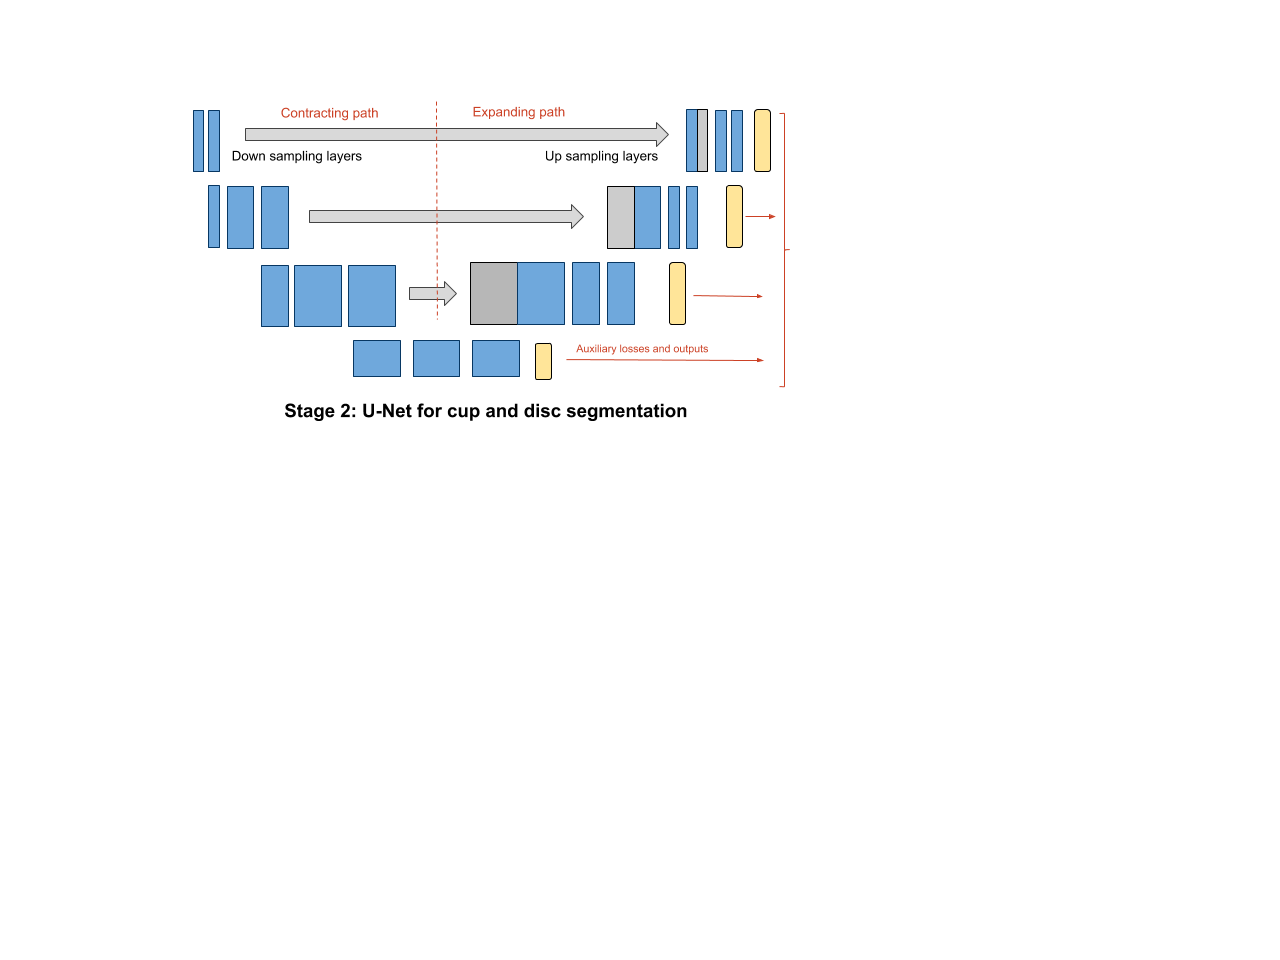 Contracting path
Expanding path
Down sampling layers
Up sampling layers
Auxiliary losses and outputs
Stage 2: U-Net for cup and disc segmentation